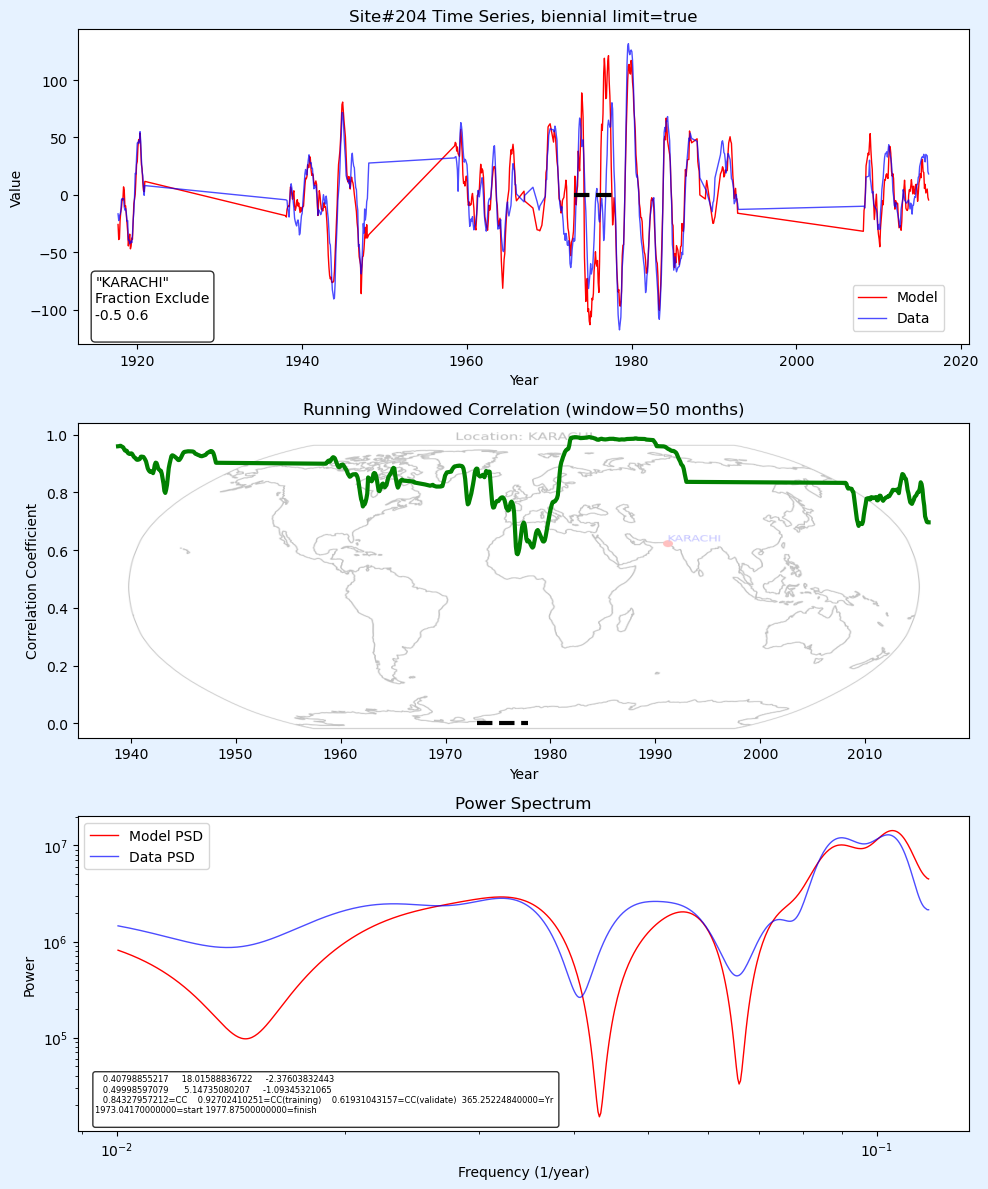 Site#204 Time Series, biennial limit=true
Value
100
50
0
−50
−100
"KARACHI"
Fraction Exclude
-0.5 0.6
Model
Data
1920
1940
1960
1980
2000
2020
Year
Running Windowed Correlation (window=50 months)
Location: KARACHI
KARACHI
Correlation Coefficient
1.0
0.8
0.6
0.4
0.2
0.0
1940
1950
1960
1970
1980
1990
2000
2010
Year
Power Spectrum
Model PSD
Data PSD
Power
10^7
10^6
10^5
0.40798855217 18.01588836722 -2.37603832443
0.49998597079 5.14735080207 -1.09345321065
0.84327957212=CC 0.92702410251=CC(training) 0.61931043157=CC(validate) 365.25224840000=Yr
1973.04170000000=start 1977.87500000000=finish
10^−2
10^−1
Frequency (1/year)